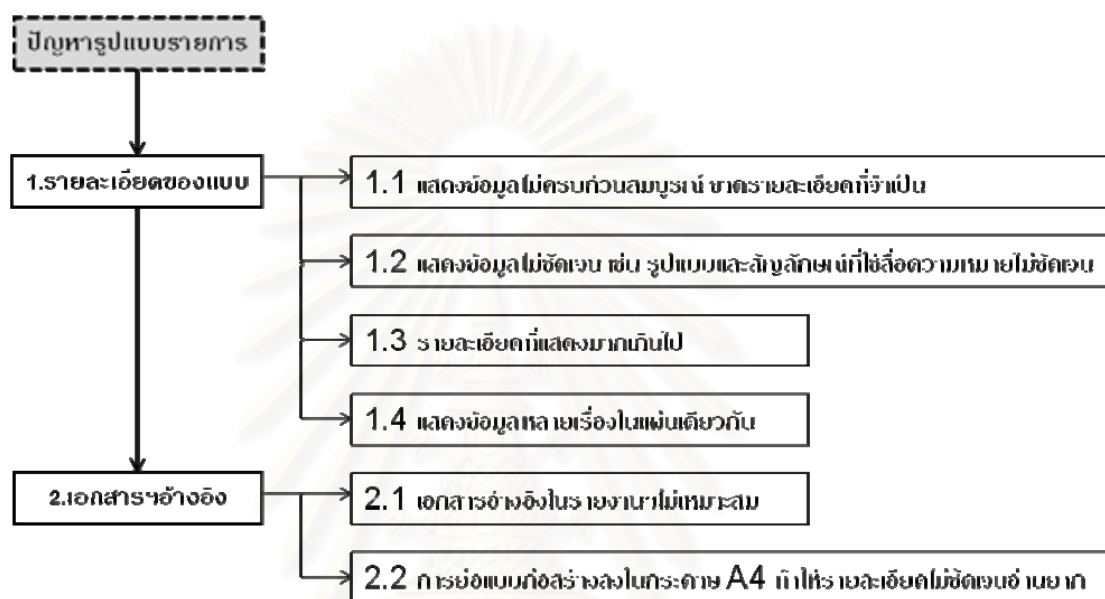 ปัญหารูปแบบรายการ
1.รายละเอียดของแบบ
1.1 แสดงข้อมูลไม่ครบถ้วนสมบูรณ์ ขาดรายละเอียดที่จำเป็น
1.2 แสดงข้อมูลไม่ชัดเจน เช่น รูปแบบและสัญลักษณ์ที่ใช้สื่อความหมายไม่ชัดเจน
1.3 รายละเอียดที่แสดงมากเกินไป
1.4 แสดงข้อมูลหลายเรื่องในแผ่นเดียวกัน
2.เอกสารฯอ้างอิง
2.1 เอกสารอ้างอิงในรายงานฯไม่เหมาะสม
2.2 การย่อแบบก่อสร้างลงในกระดาษ A4 ทำให้รายละเอียดไม่ชัดเจนอ่านยาก